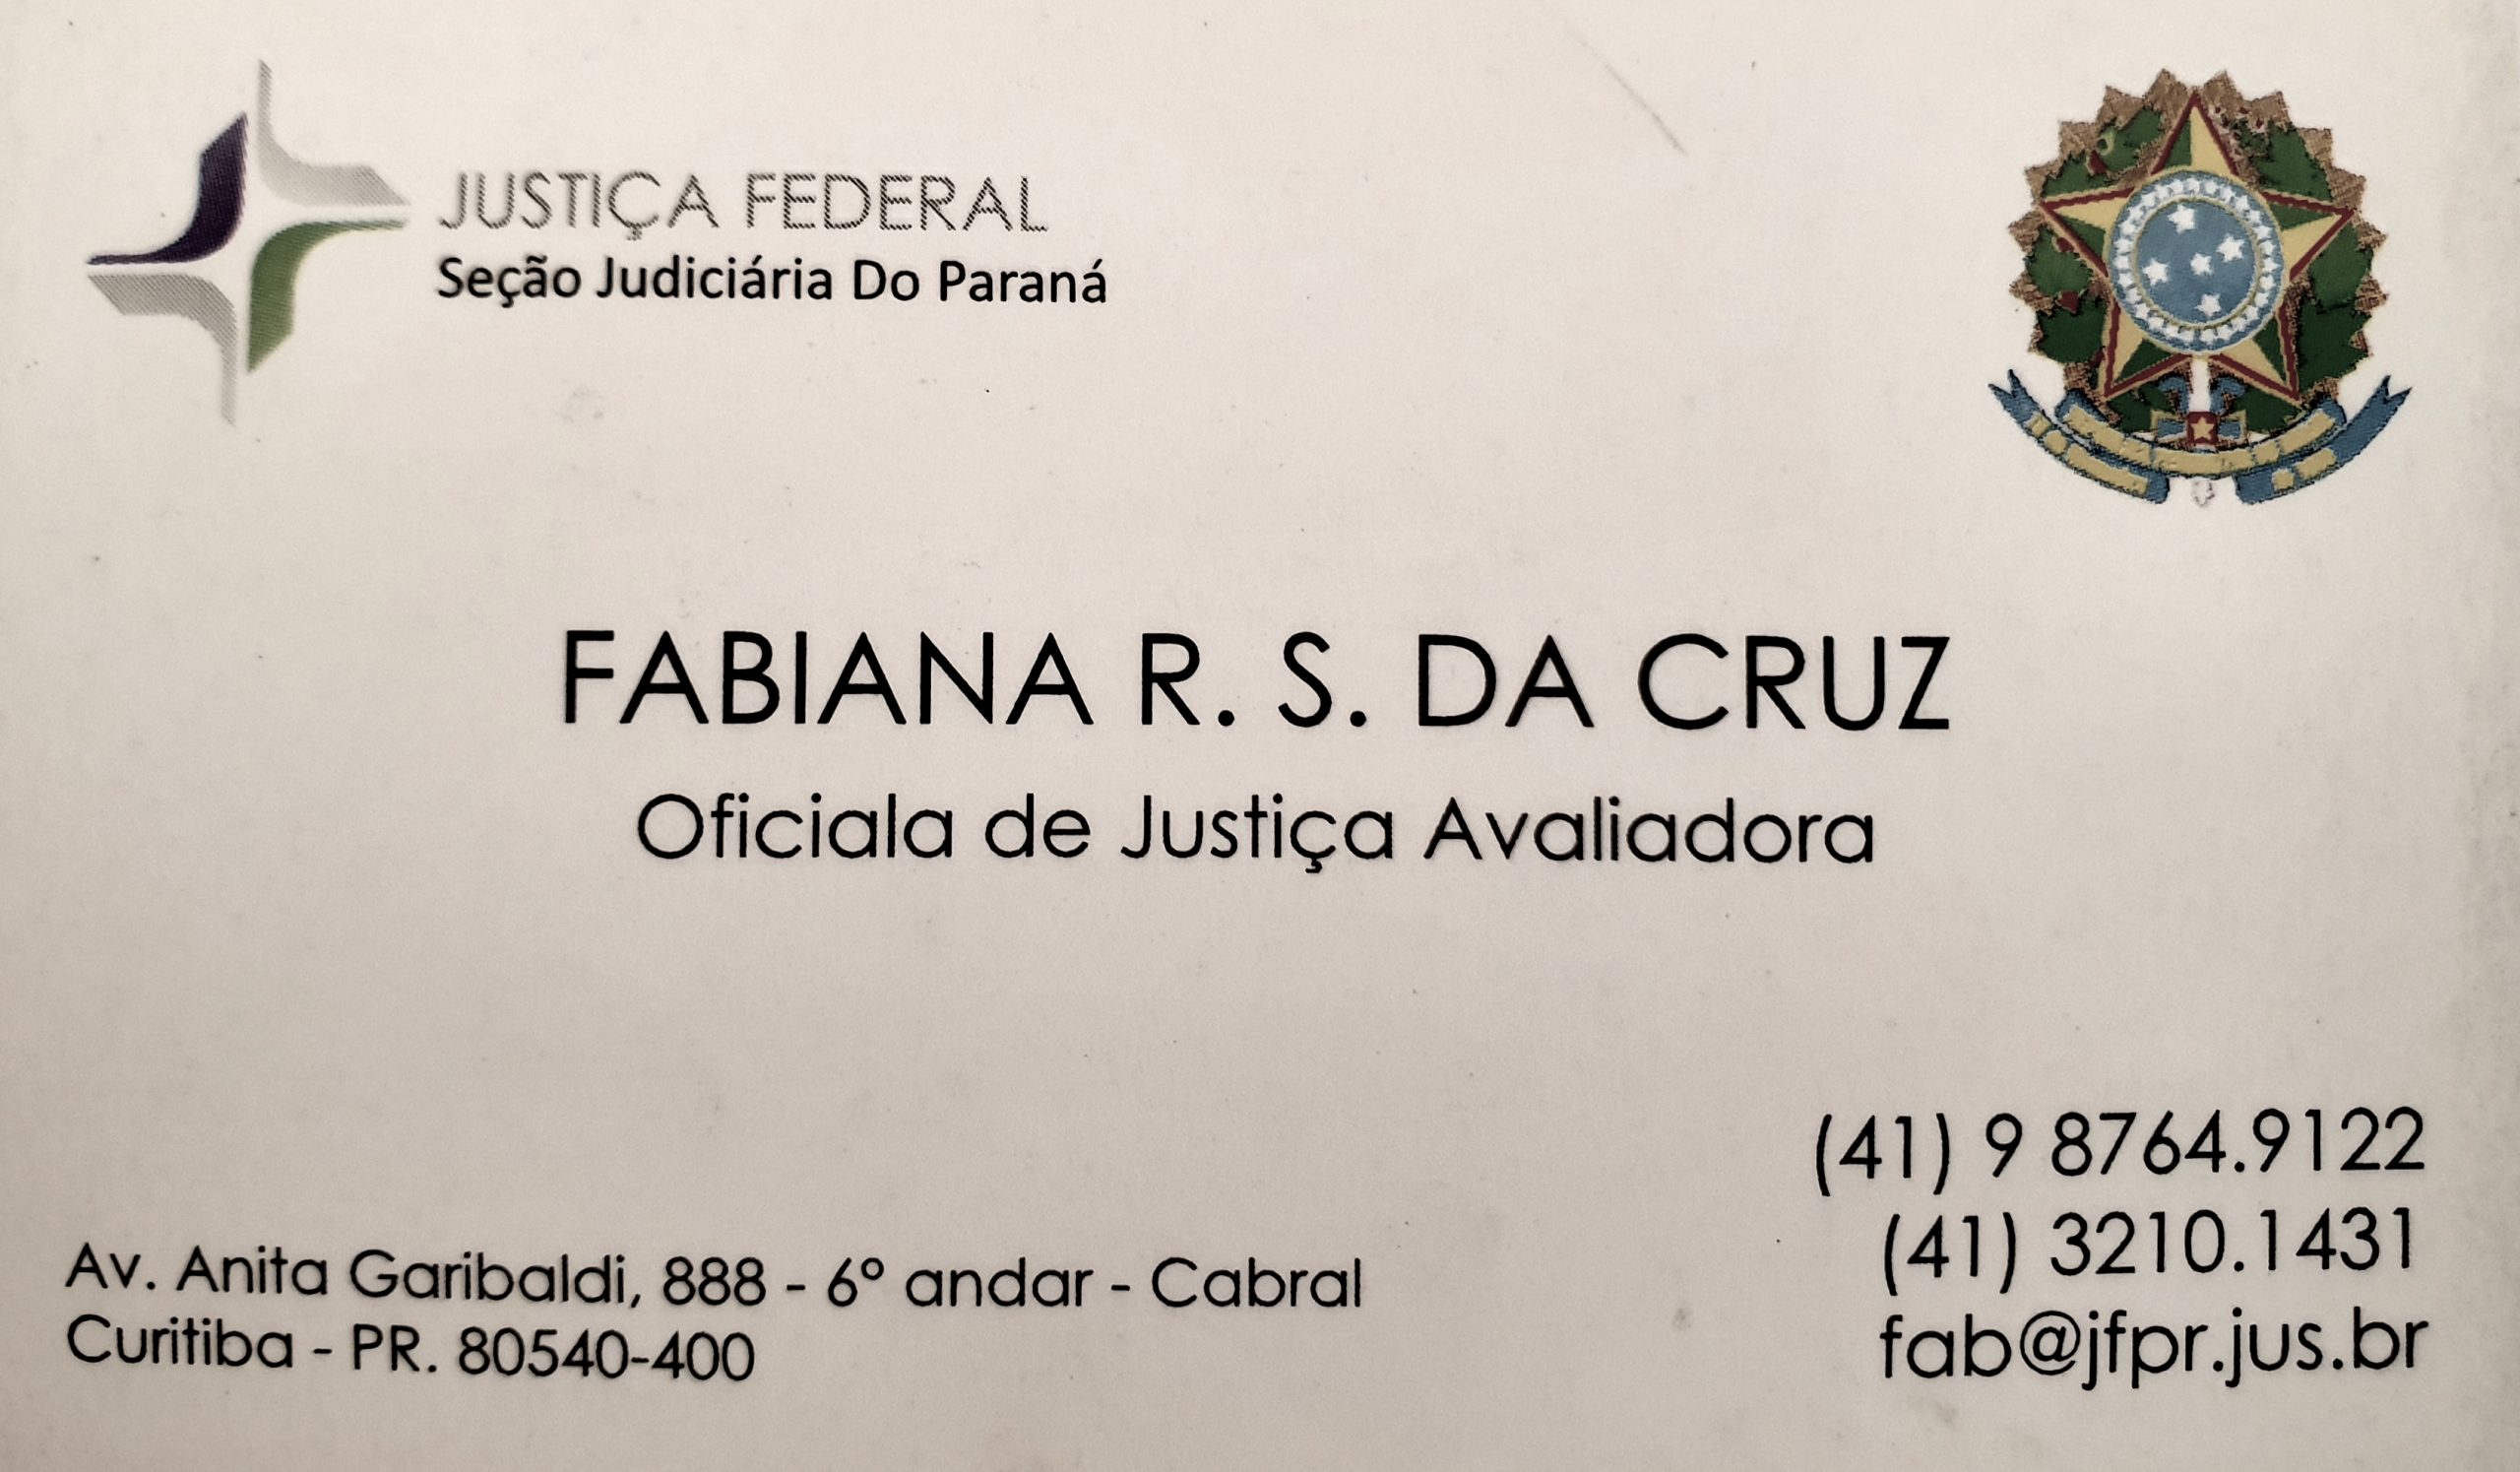 JUSTIÇA FEDERAL
Seção Judiciária Do Paraná
FABIANA R. S. DA CRUZ
Oficiala de Justiça Avaliadora
(41) 9 8764.9122
(41) 3210.1431
fab@jfpr.jus.br
Av. Anita Garibaldi, 888 - 6º andar - Cabral
Curitiba - PR. 80540-400